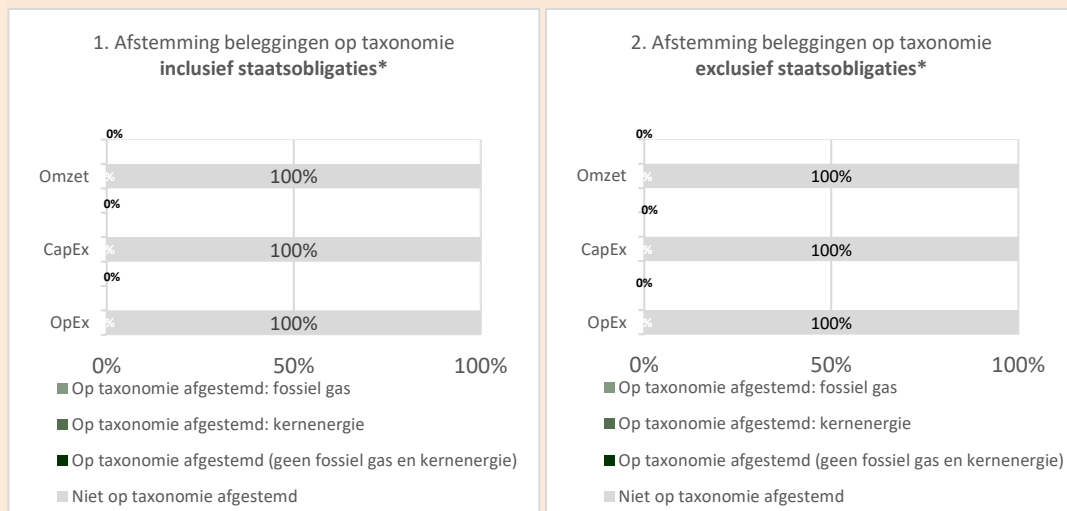 1. Afstemming beleggingen op taxonomie
inclusief staatsobligaties*
0%
Omzet
%
100%
0%
CapEx
%
100%
0%
OpEx
%
100%
0%
50%
100%
Op taxonomie afgestemd: fossiel gas
Op taxonomie afgestemd: kernenergie
Op taxonomie afgestemd (geen fossiel gas en kernenergie)
Niet op taxonomie afgestemd
2. Afstemming beleggingen op taxonomie
exclusief staatsobligaties*
0%
Omzet
%
100%
0%
CapEx
%
100%
0%
OpEx
%
100%
0%
50%
100%
Op taxonomie afgestemd: fossiel gas
Op taxonomie afgestemd: kernenergie
Op taxonomie afgestemd (geen fossiel gas en kernenergie)
Niet op taxonomie afgestemd